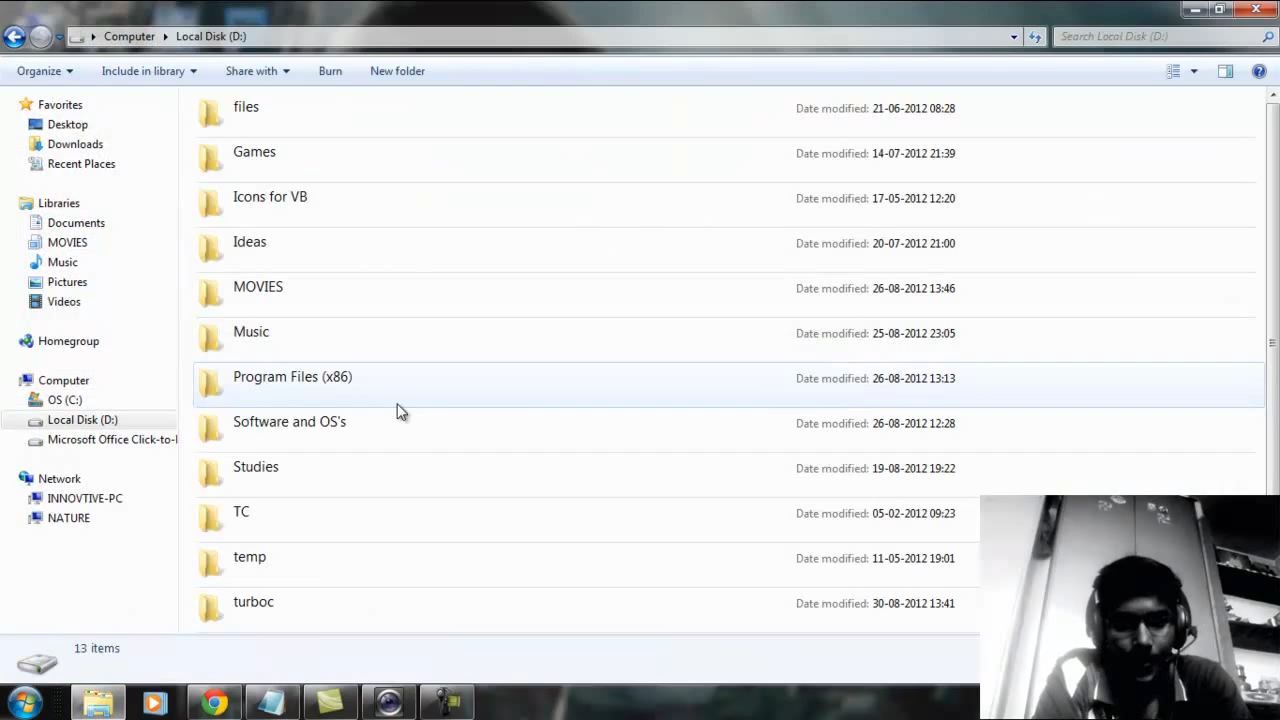 Computer Local Disk (D:) Search Local Disk (D:)
Organize Include in library Share with Burn New folder
Favorites
Desktop
Downloads
Recent Places
Libraries
Documents
MOVIES
Music
Pictures
Videos
Homegroup
Computer
OS (C:)
Local Disk (D:)
Microsoft Office Click-to-
Network
INNOVTIVE-PC
NATURE
files Date modified: 21-06-2012 08:28
Games Date modified: 14-07-2012 21:39
Icons for VB Date modified: 17-05-2012 12:20
Ideas Date modified: 20-07-2012 21:00
MOVIES Date modified: 26-08-2012 13:46
Music Date modified: 25-08-2012 23:05
Program Files (x86) Date modified: 26-08-2012 13:13
Software and OS's Date modified: 26-08-2012 12:28
Studies Date modified: 19-08-2012 19:22
TC Date modified: 05-02-2012 09:23
temp Date modified: 11-05-2012 19:01
turboc Date modified: 30-08-2012 13:41
13 items